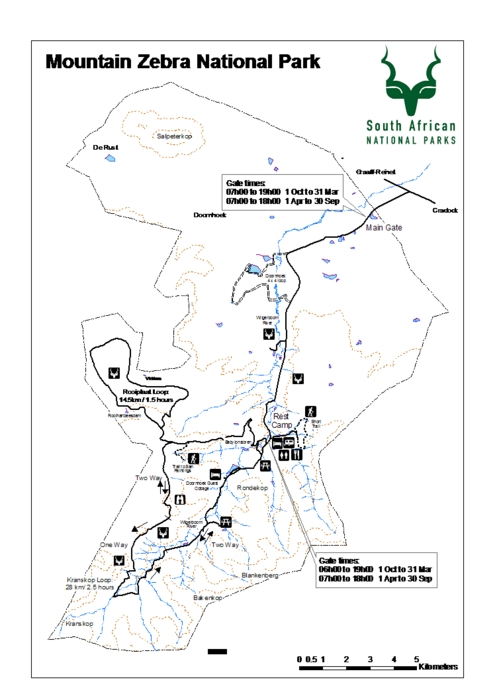 Mountain Zebra National Park
South African
NATIONAL PARKS
Salpeterkop
De Rust
Graaff-Reinet
Gate times:
07h00 to 19h00 1 Oct to 31 Mar
07h00 to 18h00 1 Apr to 30 Sep
Doornhoek
Cradock
Main Gate
Doornhoek
4 x 4 loop
Wilgerboom
River
Rooiplaat Loop
14.5km / 1.5 hours
Rest
Camp
Short
Trail
Two Way
Doornhoek Guest
Cottage
Rondekop
Wilgerboom
River
One Way
Two Way
Gate times:
06h00 to 19h00 1 Oct to 31 Mar
07h00 to 18h00 1 Apr to 30 Sep
Kranskop Loop
28 km/ 2.5 hours
Blankenberg
Bakenkop
Kranskop
0 0.5 1 2 3 4 5
Kilometers